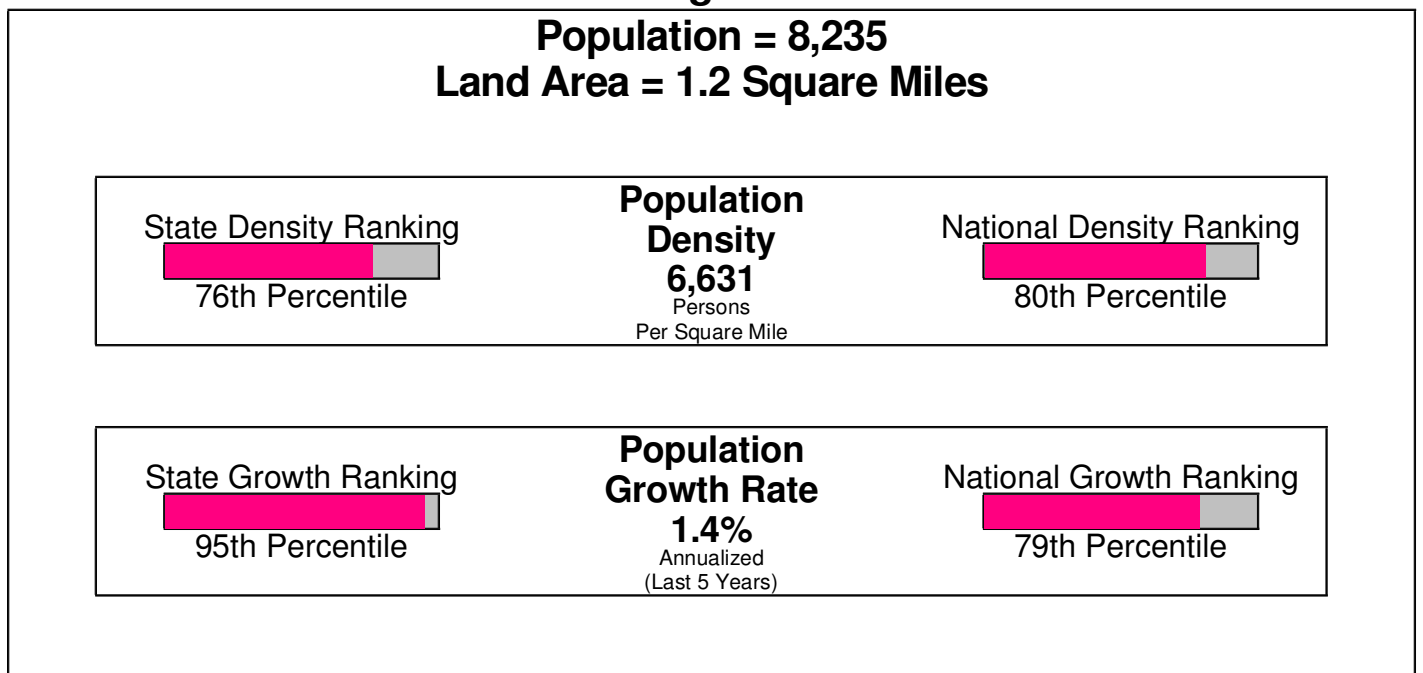 Population = 8,235
Land Area = 1.2 Square Miles
State Density Ranking
76th Percentile
Population
Density
6,631
Persons
Per Square Mile
National Density Ranking
80th Percentile
State Growth Ranking
95th Percentile
Population
Growth Rate
1.4%
Annualized
(Last 5 Years)
National Growth Ranking
79th Percentile